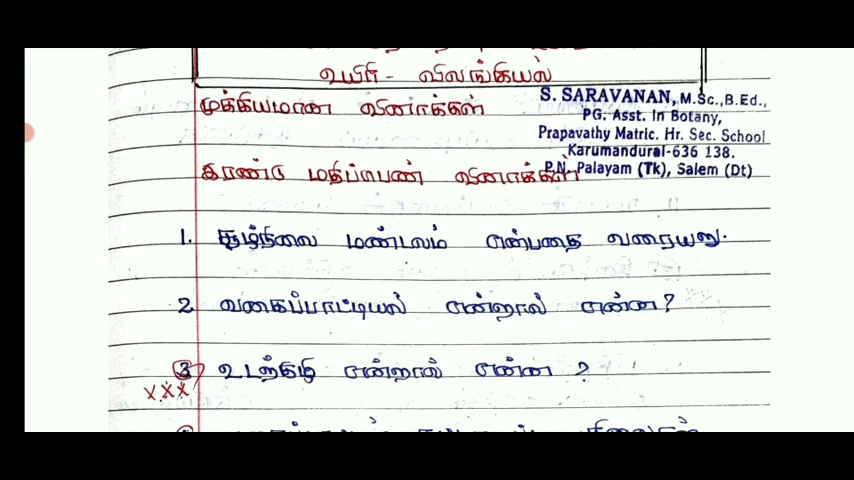 உயிரி - விலங்கியல்
முக்கியமான வினாக்கள்
S. SARAVANAN, M.Sc.,B.Ed.,
PG. Asst. in Botany,
Prapavathy Matric. Hr. Sec. School
Karumandurai-636 138.
P.N. Palayam (Tk), Salem (Dt)
இரண்டு மதிப்பெண் வினாக்கள்
1. சூழ்நிலை மண்டலம் என்பதை வரையறு.
2. வகைப்பாட்டியல் என்றால் என்ன?
3. உடற்குழி என்றால் என்ன ?
x.x x